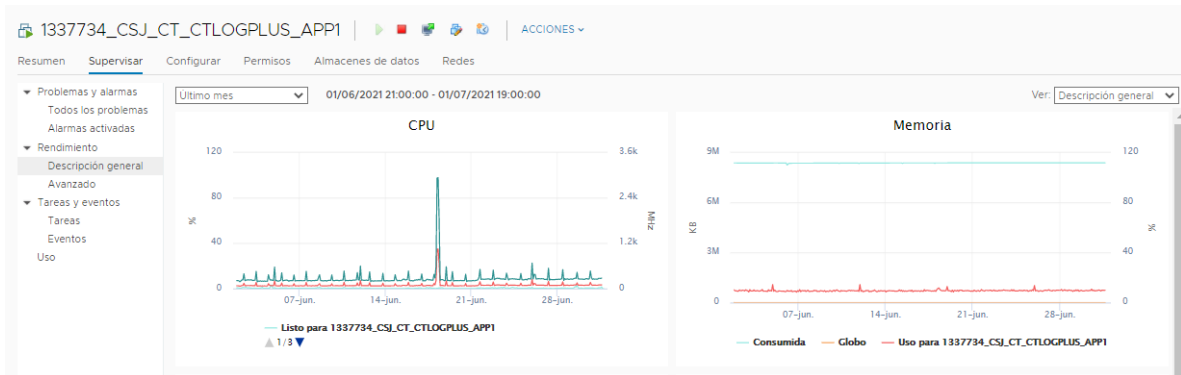 1337734_CSJ_CT_CTLOGPLUS_APP1 ACCIONES
Resumen Supervisar Configurar Permisos Almacenes de datos Redes
Problemas y alarmas
Todos los problemas
Alarmas activadas
Rendimiento
Descripción general
Avanzado
Tareas y eventos
Tareas
Eventos
Uso
Último mes 01/06/2021 21:00:00 - 01/07/2021 19:00:00 Ver: Descripción general
CPU
120 3.6k
80 2.4k
% MHz
40 1.2k
0 0
07-jun. 14-jun. 21-jun. 28-jun.
Listo para 1337734_CSJ_CT_CTLOGPLUS_APP1
1/3
Memoria
9M 120
6M 80
KB %
3M 40
0 0
07-jun. 14-jun. 21-jun. 28-jun.
Consumida Globo Uso para 1337734_CSJ_CT_CTLOGPLUS_APP1